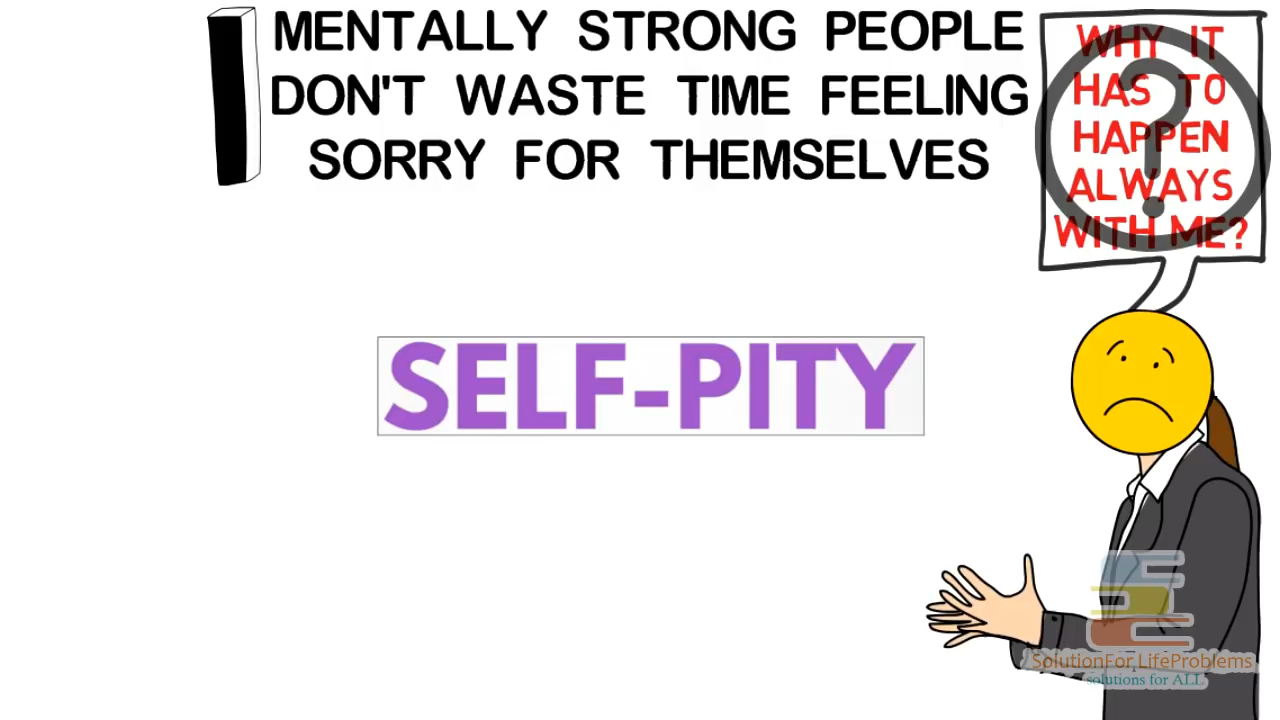 1 MENTALLY STRONG PEOPLE
DON'T WASTE TIME FEELING
SORRY FOR THEMSELVES
WHY IT
HAS TO
HAPPEN
ALWAYS
WITH ME?
?
SELF-PITY
SolutionFor LifeProblems
solutions for ALL